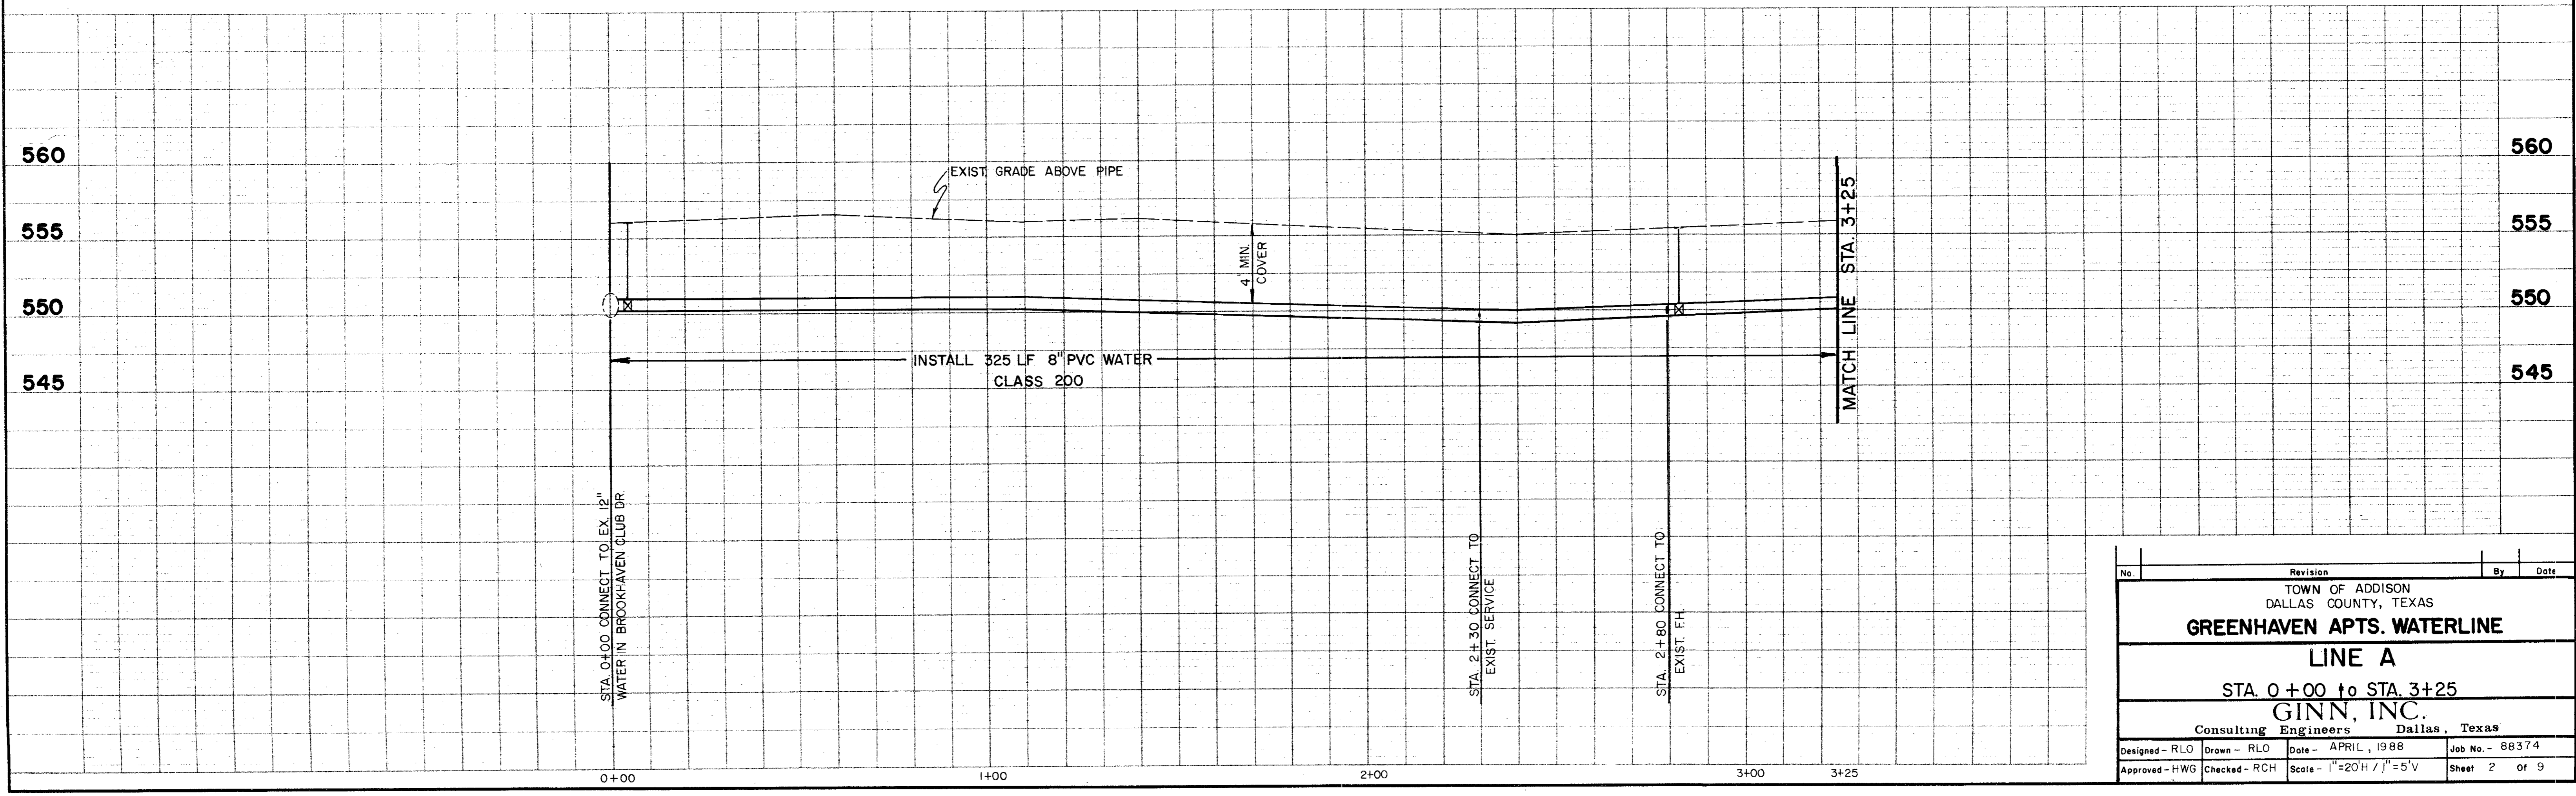 560
555
550
545
560
555
550
545
EXIST. GRADE ABOVE PIPE
4' MIN.
COVER
MATCH LINE STA. 3+25
INSTALL 325 LF 8" PVC WATER
CLASS 200
STA. 0+00 CONNECT TO EX. 12"
WATER IN BROOKHAVEN CLUB DR.
STA. 2+30 CONNECT TO
EXIST. SERVICE
STA. 2+80 CONNECT TO
EXIST. F.H.
0+00
1+00
2+00
3+00
3+25
No. Revision By Date
TOWN OF ADDISON
DALLAS COUNTY, TEXAS
GREENHAVEN APTS. WATERLINE
LINE A
STA. 0+00 to STA. 3+25
GINN, INC.
Consulting Engineers Dallas, Texas
Designed - RLO Drawn - RLO Date - APRIL, 1988 Job No. - 88374
Approved - HWG Checked - RCH Scale - 1"=20'H / 1"=5'V Sheet 2 Of 9